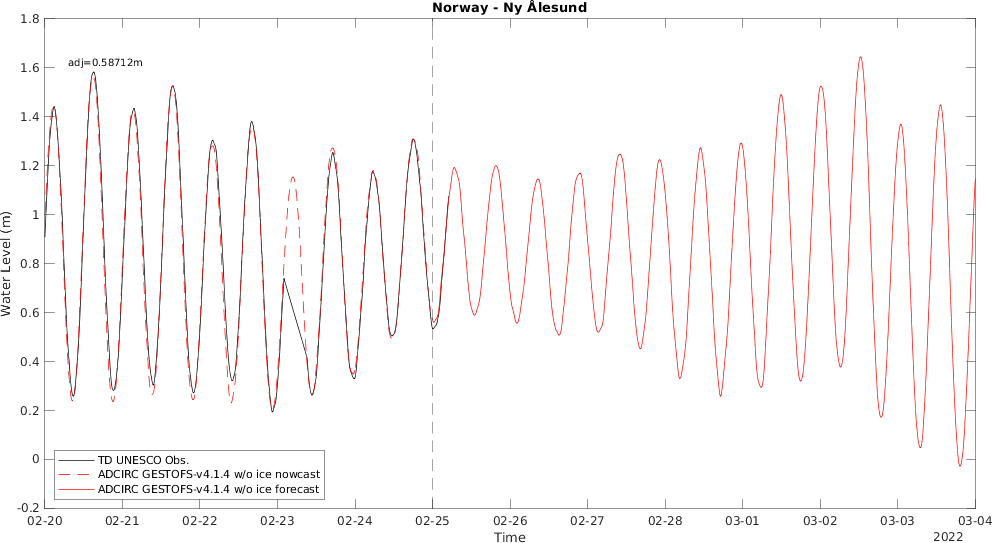 Norway - Ny Ålesund
adj=0.58712m
1.8
1.6
1.4
1.2
1
0.8
0.6
0.4
0.2
0
-0.2
Water Level (m)
TD UNESCO Obs.
ADCIRC GESTOFS-v4.1.4 w/o ice nowcast
ADCIRC GESTOFS-v4.1.4 w/o ice forecast
02-20 02-21 02-22 02-23 02-24 02-25 02-26 02-27 02-28 03-01 03-02 03-03 03-04
Time
2022